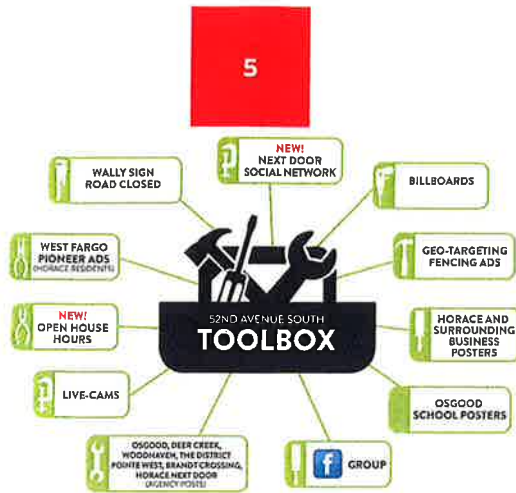 5
NEW!
NEXT DOOR
SOCIAL NETWORK
WALLY SIGN
ROAD CLOSED
BILLBOARDS
WEST FARGO
PIONEER ADS
(HORACE RESIDENTS)
GEO-TARGETING
FENCING ADS
NEW!
OPEN HOUSE
HOURS
52ND AVENUE SOUTH
TOOLBOX
HORACE AND
SURROUNDING
BUSINESS
POSTERS
LIVE-CAMS
OSGOOD
SCHOOL POSTERS
OSGOOD, DEER CREEK,
WOODHAVEN, THE DISTRICT
POINTE WEST, BRANDT CROSSING,
HORACE NEXT DOOR
(AGENCY POSTS)
f GROUP